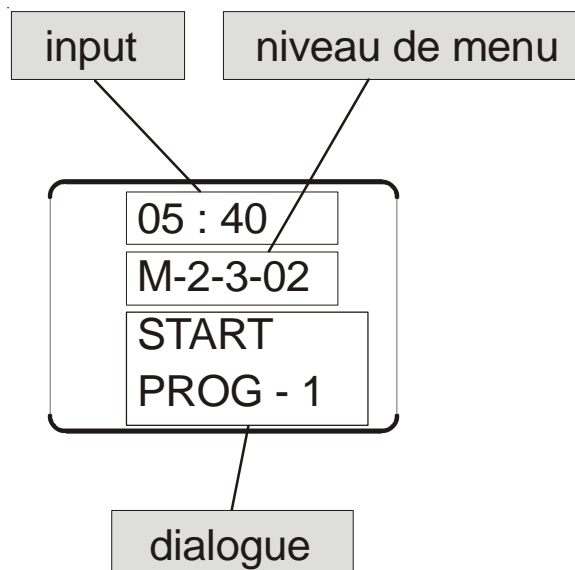 input niveau de menu
05 : 40
M-2-3-02
START
PROG - 1
dialogue